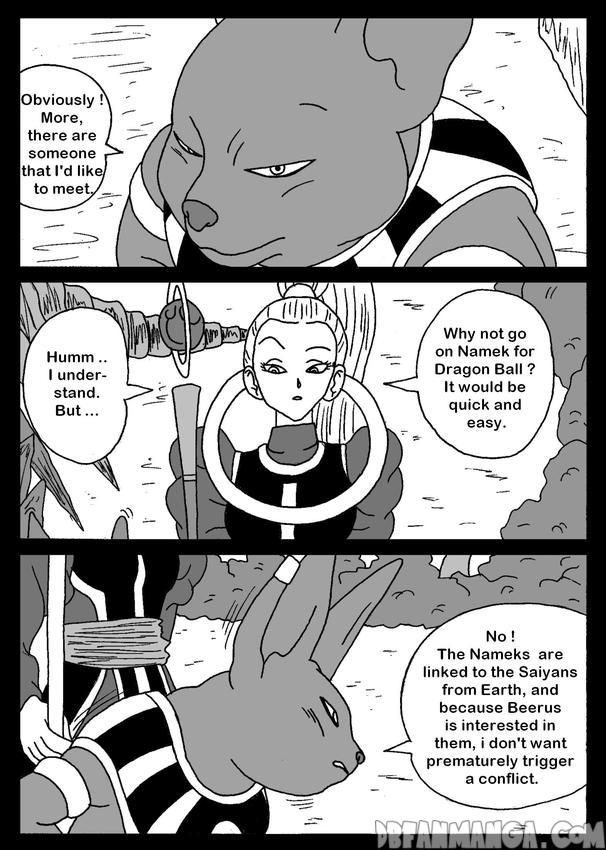 Obviously !
More,
there are
someone
that I'd like
to meet.
Humm ..
I under-
stand.
But ...
Why not go
on Namek for
Dragon Ball ?
It would be
quick and
easy.
No !
The Nameks are
linked to the Saiyans
from Earth, and
because Beerus
is interested in
them, i don't want
prematurely trigger
a conflict.
DBFANMANGA.COM